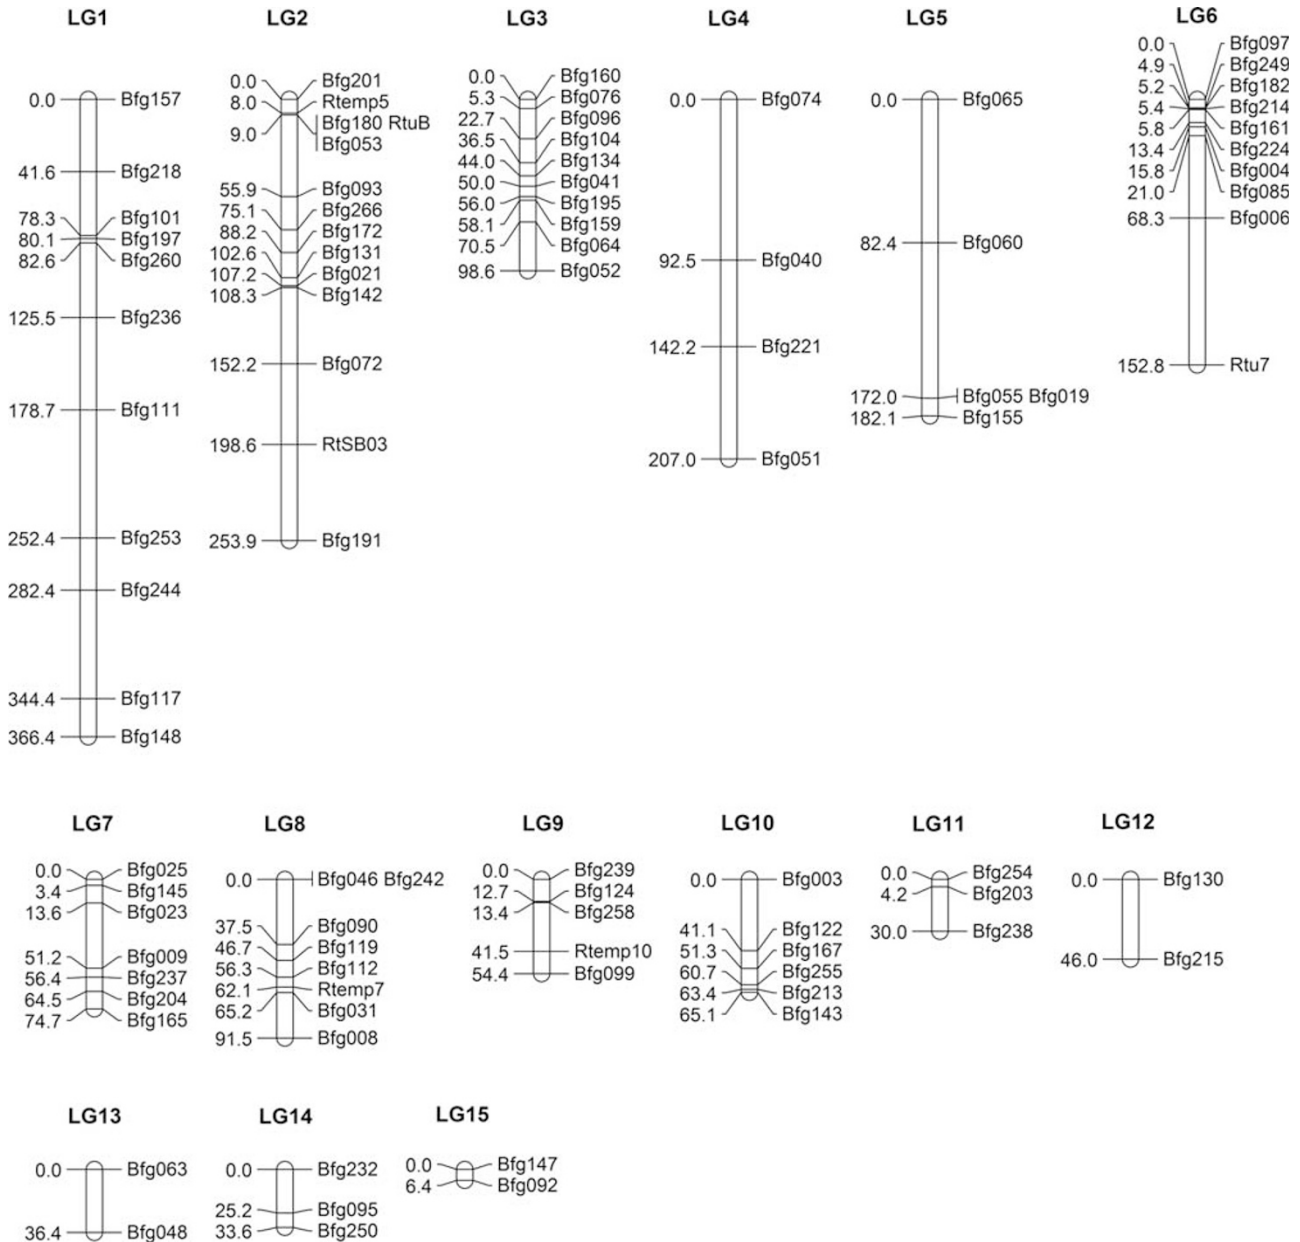 LG1
0.0 Bfg157
41.6 Bfg218
78.3 Bfg101
80.1 Bfg197
82.6 Bfg260
125.5 Bfg236
178.7 Bfg111
252.4 Bfg253
282.4 Bfg244
344.4 Bfg117
366.4 Bfg148
LG2
0.0 Bfg201
8.0 Rtemp5
9.0 Bfg180 RtuB
Bfg053
55.9 Bfg093
75.1 Bfg266
88.2 Bfg172
102.6 Bfg131
107.2 Bfg021
108.3 Bfg142
152.2 Bfg072
198.6 RtSB03
253.9 Bfg191
LG3
0.0 Bfg160
5.3 Bfg076
22.7 Bfg096
36.5 Bfg104
44.0 Bfg134
50.0 Bfg041
56.0 Bfg195
58.1 Bfg159
70.5 Bfg064
98.6 Bfg052
LG4
0.0 Bfg074
92.5 Bfg040
142.2 Bfg221
207.0 Bfg051
LG5
0.0 Bfg065
82.4 Bfg060
172.0 Bfg055 Bfg019
182.1 Bfg155
LG6
0.0 Bfg097
4.9 Bfg249
5.2 Bfg182
5.4 Bfg214
5.8 Bfg161
13.4 Bfg224
15.8 Bfg004
21.0 Bfg085
68.3 Bfg006
152.8 Rtu7
LG7
0.0 Bfg025
3.4 Bfg145
13.6 Bfg023
51.2 Bfg009
56.4 Bfg237
64.5 Bfg204
74.7 Bfg165
LG8
0.0 Bfg046 Bfg242
37.5 Bfg090
46.7 Bfg119
56.3 Bfg112
62.1 Rtemp7
65.2 Bfg031
91.5 Bfg008
LG9
0.0 Bfg239
12.7 Bfg124
13.4 Bfg258
41.5 Rtemp10
54.4 Bfg099
LG10
0.0 Bfg003
41.1 Bfg122
51.3 Bfg167
60.7 Bfg255
63.4 Bfg213
65.1 Bfg143
LG11
0.0 Bfg254
4.2 Bfg203
30.0 Bfg238
LG12
0.0 Bfg130
46.0 Bfg215
LG13
0.0 Bfg063
36.4 Bfg048
LG14
0.0 Bfg232
25.2 Bfg095
33.6 Bfg250
LG15
0.0 Bfg147
6.4 Bfg092